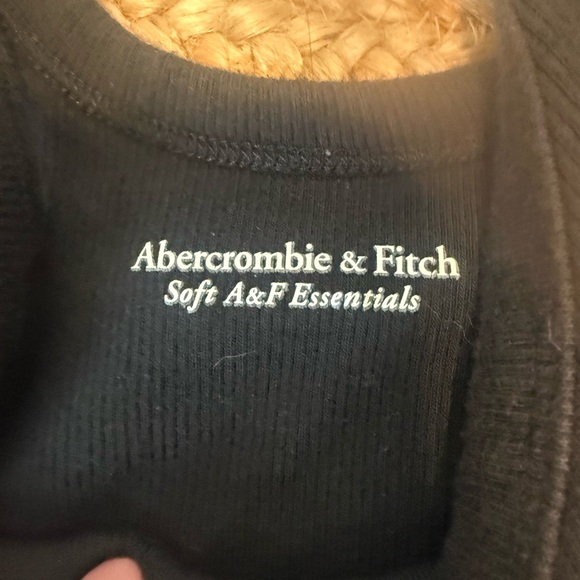 Abercrombie & Fitch
Soft A&F Essentials